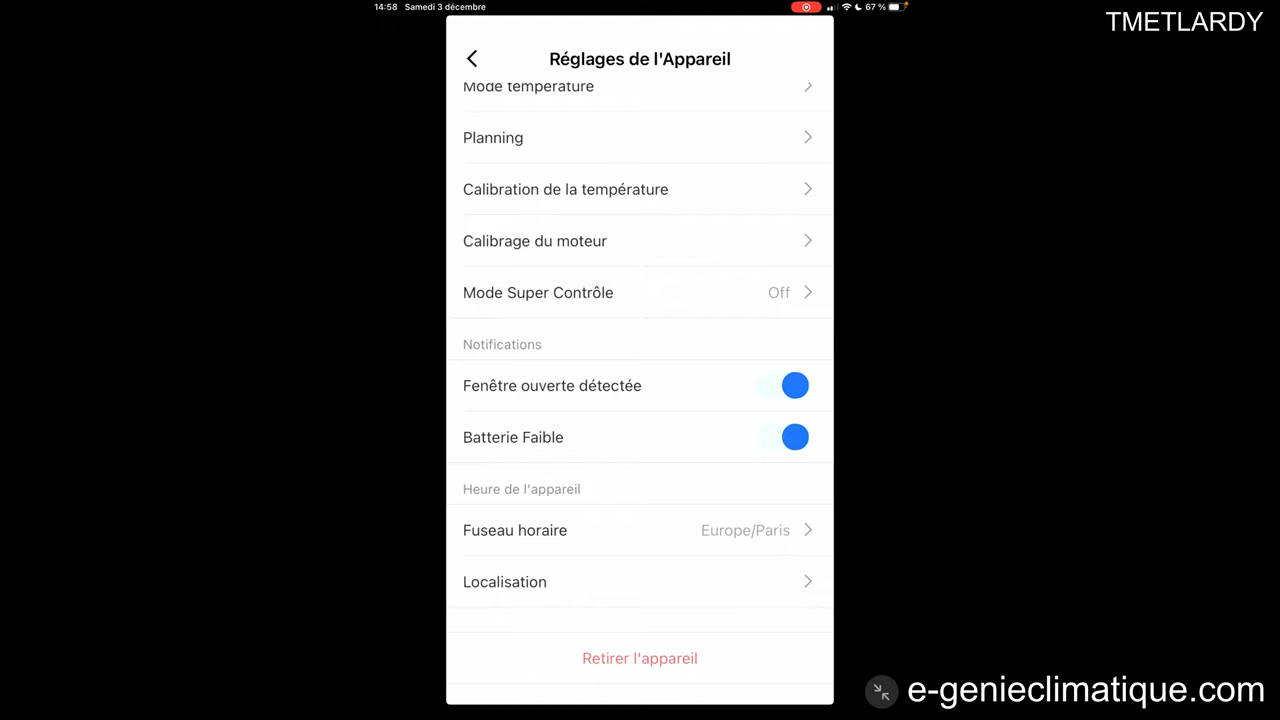 14:58 Samedi 3 décembre
67 %
TMETLARDY
Réglages de l'Appareil
Mode température
Planning
Calibration de la température
Calibrage du moteur
Mode Super Contrôle Off
Notifications
Fenêtre ouverte détectée
Batterie Faible
Heure de l'appareil
Fuseau horaire Europe/Paris
Localisation
Retirer l'appareil
e-genieclimatique.com